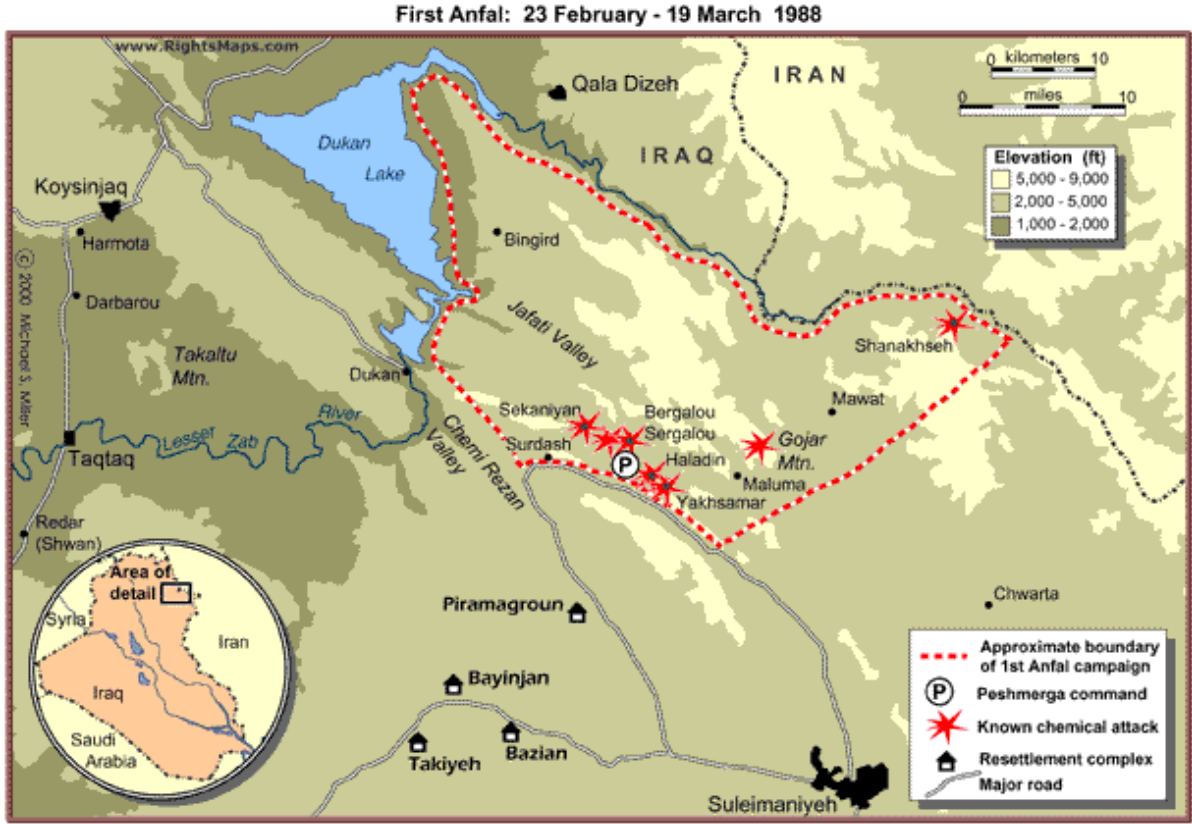 First Anfal: 23 February - 19 March 1988
www.RightsMaps.com
kilometers
0 10
miles
0 10
IRAN
Qala Dizeh
Dukan
Lake
IRAQ
Elevation (ft)
5,000 - 9,000
2,000 - 5,000
1,000 - 2,000
Koysinjaq
Harmota
Bingird
© 2000 Michael S. Miller
Darbarou
Jafati Valley
Shanakhseh
Takaltu
Mtn.
Dukan
Mawat
Sekaniyan
Bergalou
Sergalou
Gojar
Mtn.
Lesser Zab River
Chemi Rezan
Valley
Surdash
P
Haladin
Maluma
Yakhsamar
Taqtaq
Redar
(Shwan)
Area of
detail
Syria
Iran
Iraq
Saudi
Arabia
Chwarta
Piramagroun
Bayinjan
Takiyeh
Bazian
Suleimaniyeh
Approximate boundary
of 1st Anfal campaign
P
Peshmerga command
Known chemical attack
Resettlement complex
Major road